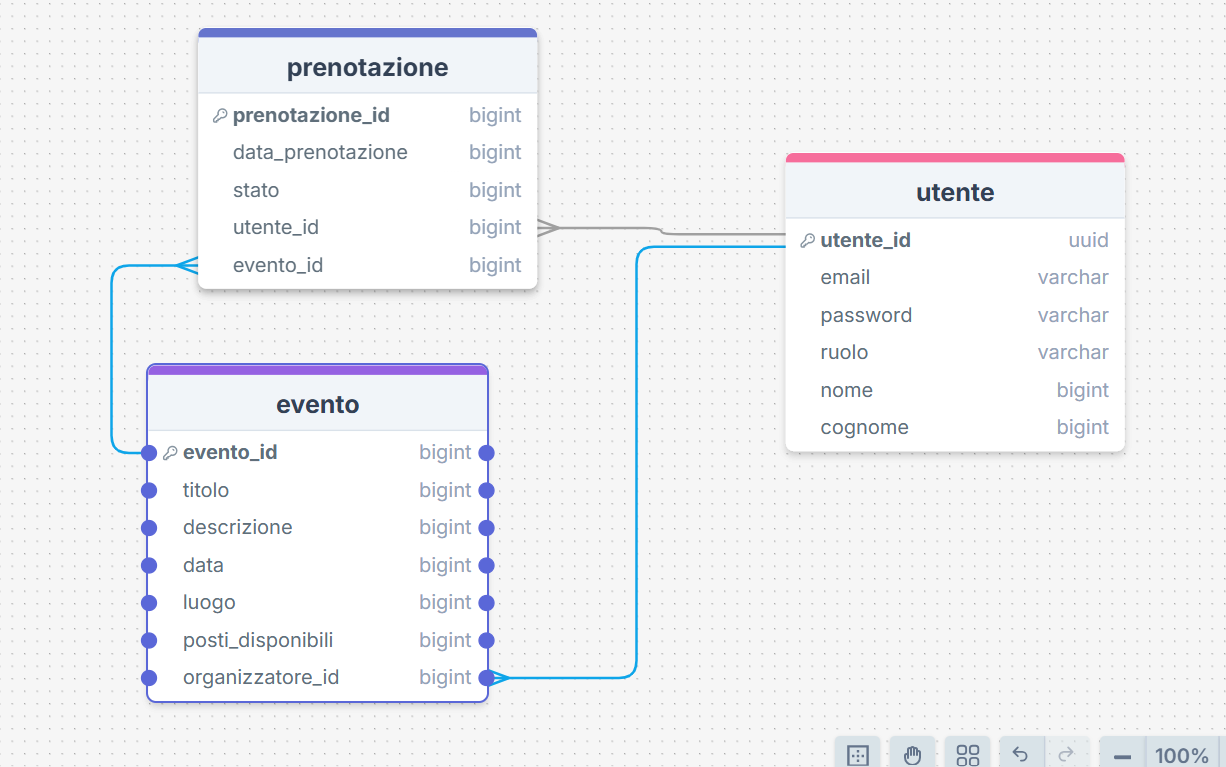 prenotazione
prenotazione_id bigint
data_prenotazione bigint
stato bigint
utente_id bigint
evento_id bigint
utente
utente_id uuid
email varchar
password varchar
ruolo varchar
nome bigint
cognome bigint
evento
evento_id bigint
titolo bigint
descrizione bigint
data bigint
luogo bigint
posti_disponibili bigint
organizzatore_id bigint
100%